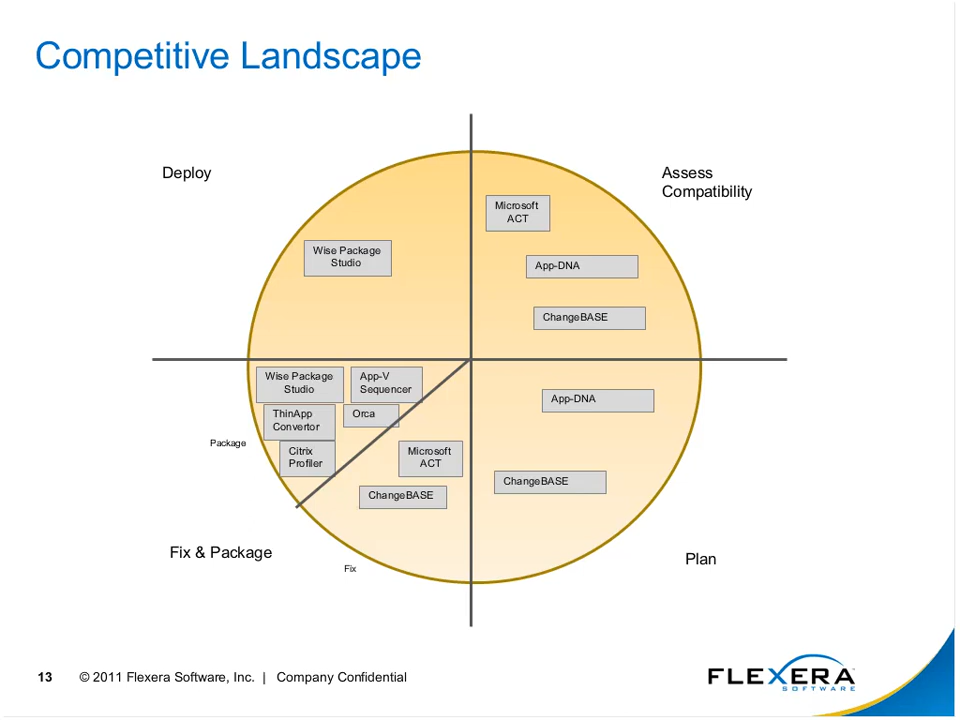 Competitive Landscape
Deploy
Assess
Compatibility
Microsoft
ACT
Wise Package
Studio
App-DNA
ChangeBASE
Wise Package
Studio
App-V
Sequencer
ThinApp
Convertor
Orca
App-DNA
Package
Citrix
Profiler
Microsoft
ACT
ChangeBASE
ChangeBASE
Fix & Package
Fix
Plan
13 © 2011 Flexera Software, Inc. | Company Confidential
FLEXERA
SOFTWARE